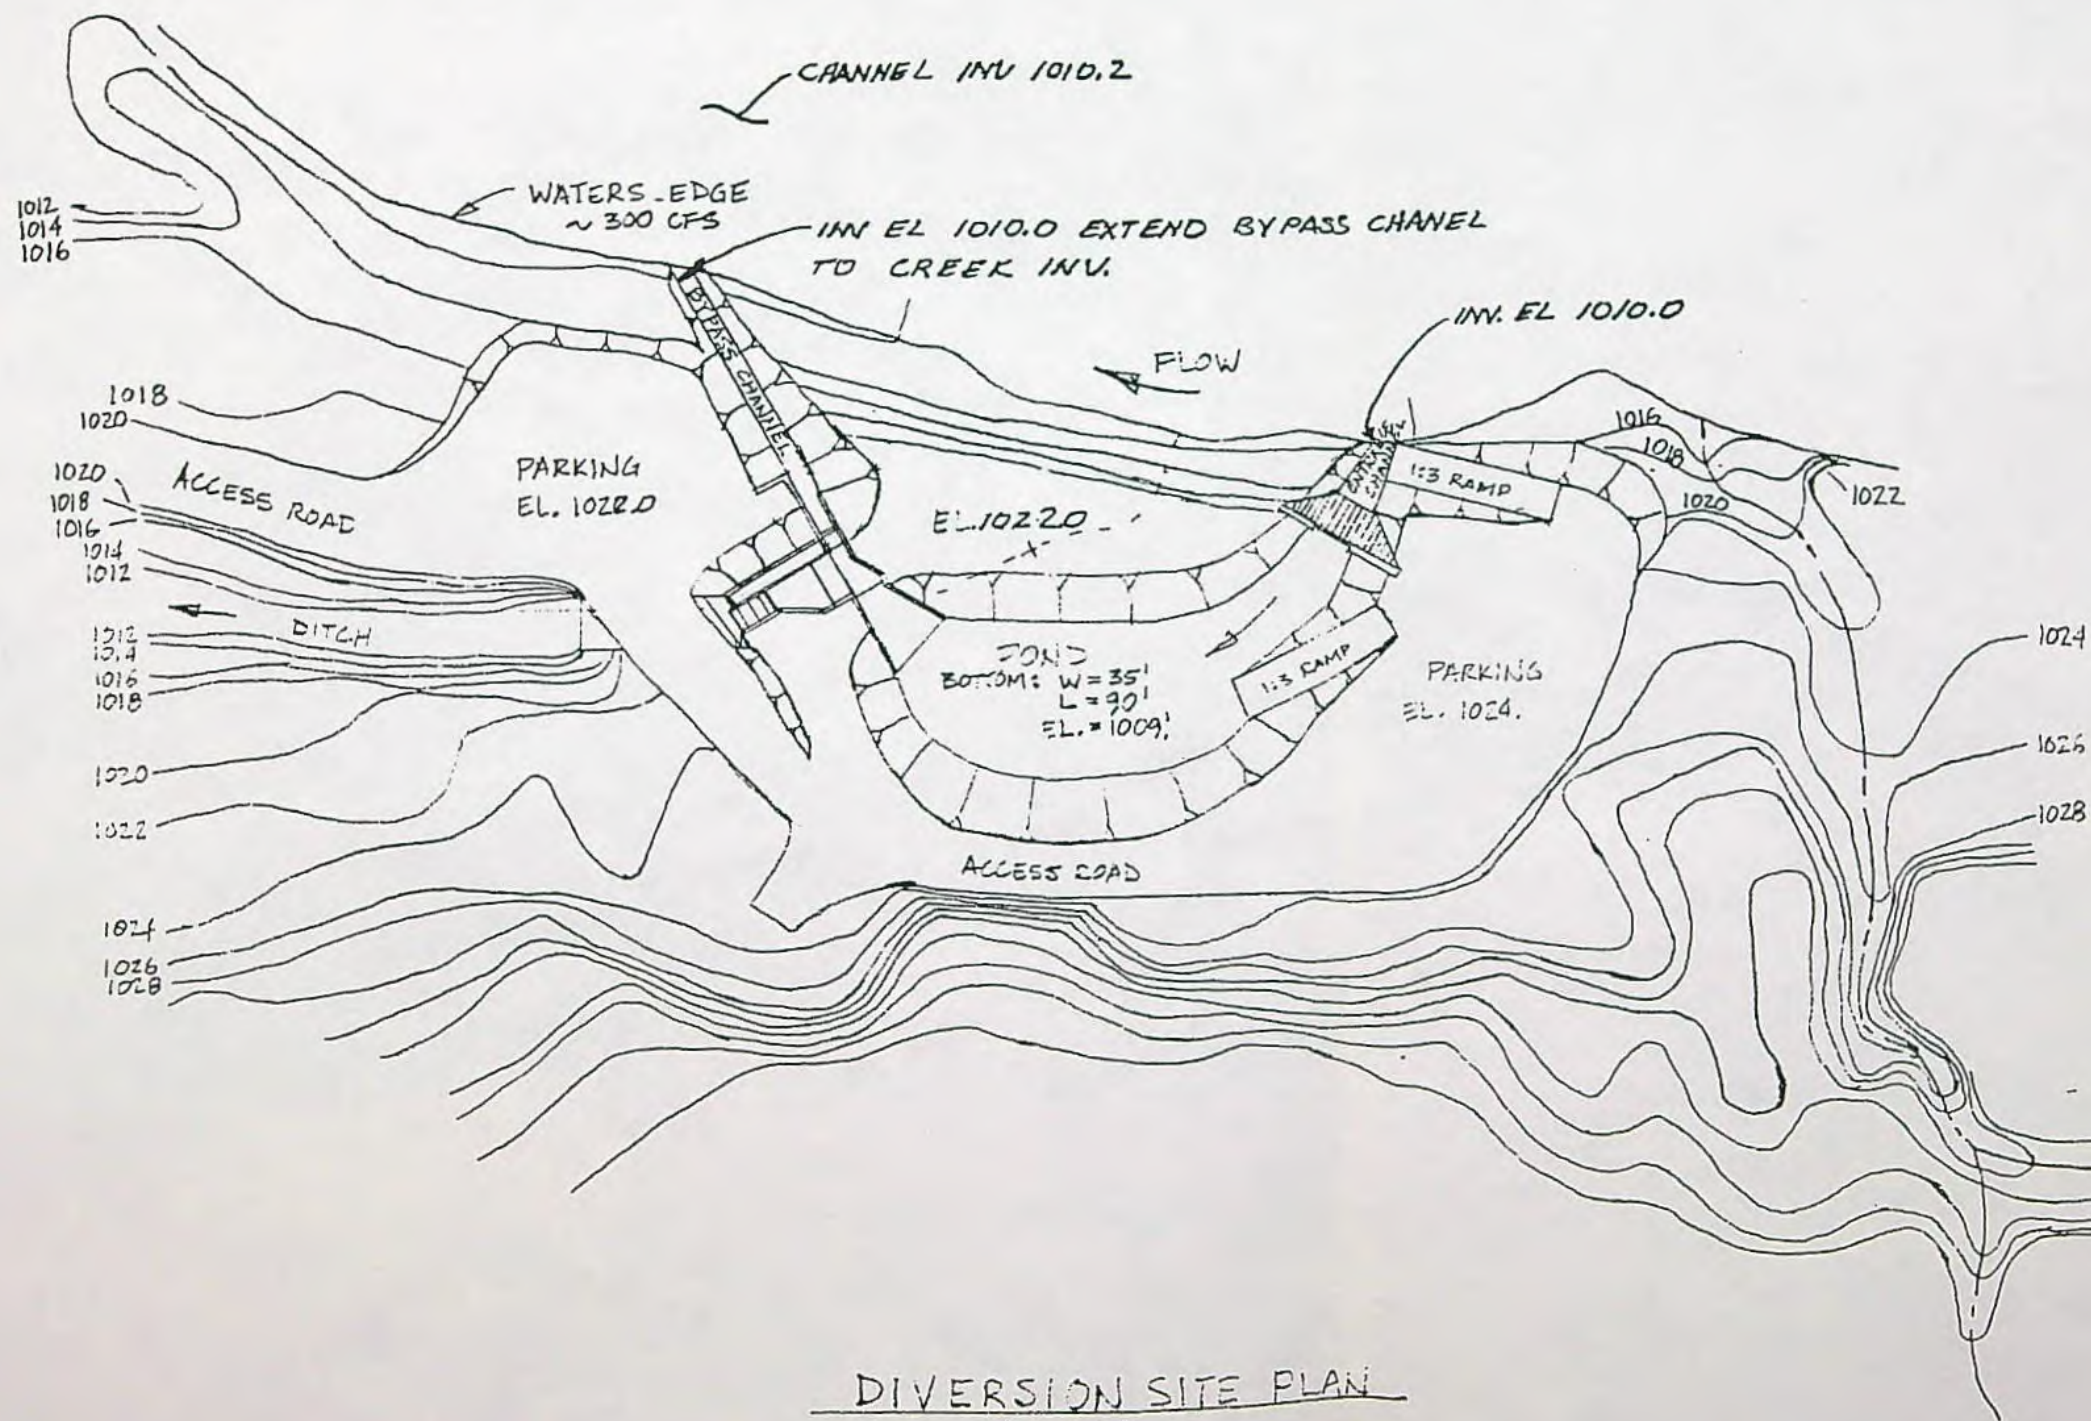 CHANNEL INV 1010.2
WATERS EDGE
~ 300 CFS
INV EL 1010.0 EXTEND BYPASS CHANEL
TO CREEK INV.
INV. EL 1010.0
FLOW
1012
1014
1016
BYPASS CHANNEL
1018
1020
1016
1018
1020
1022
ENTRANCE
CHANNEL
1:3 RAMP
PARKING
EL. 1022.0
EL. 1022.0
ACCESS ROAD
1020
1018
1016
1014
1012
DITCH
1012
1014
1016
1018
1020
1022
1024
1026
1028
POND
BOTTOM: W = 35'
L = 90'
EL. = 1009'
1:3 RAMP
PARKING
EL. 1024.
1024
1026
1028
ACCESS ROAD
DIVERSION SITE PLAN